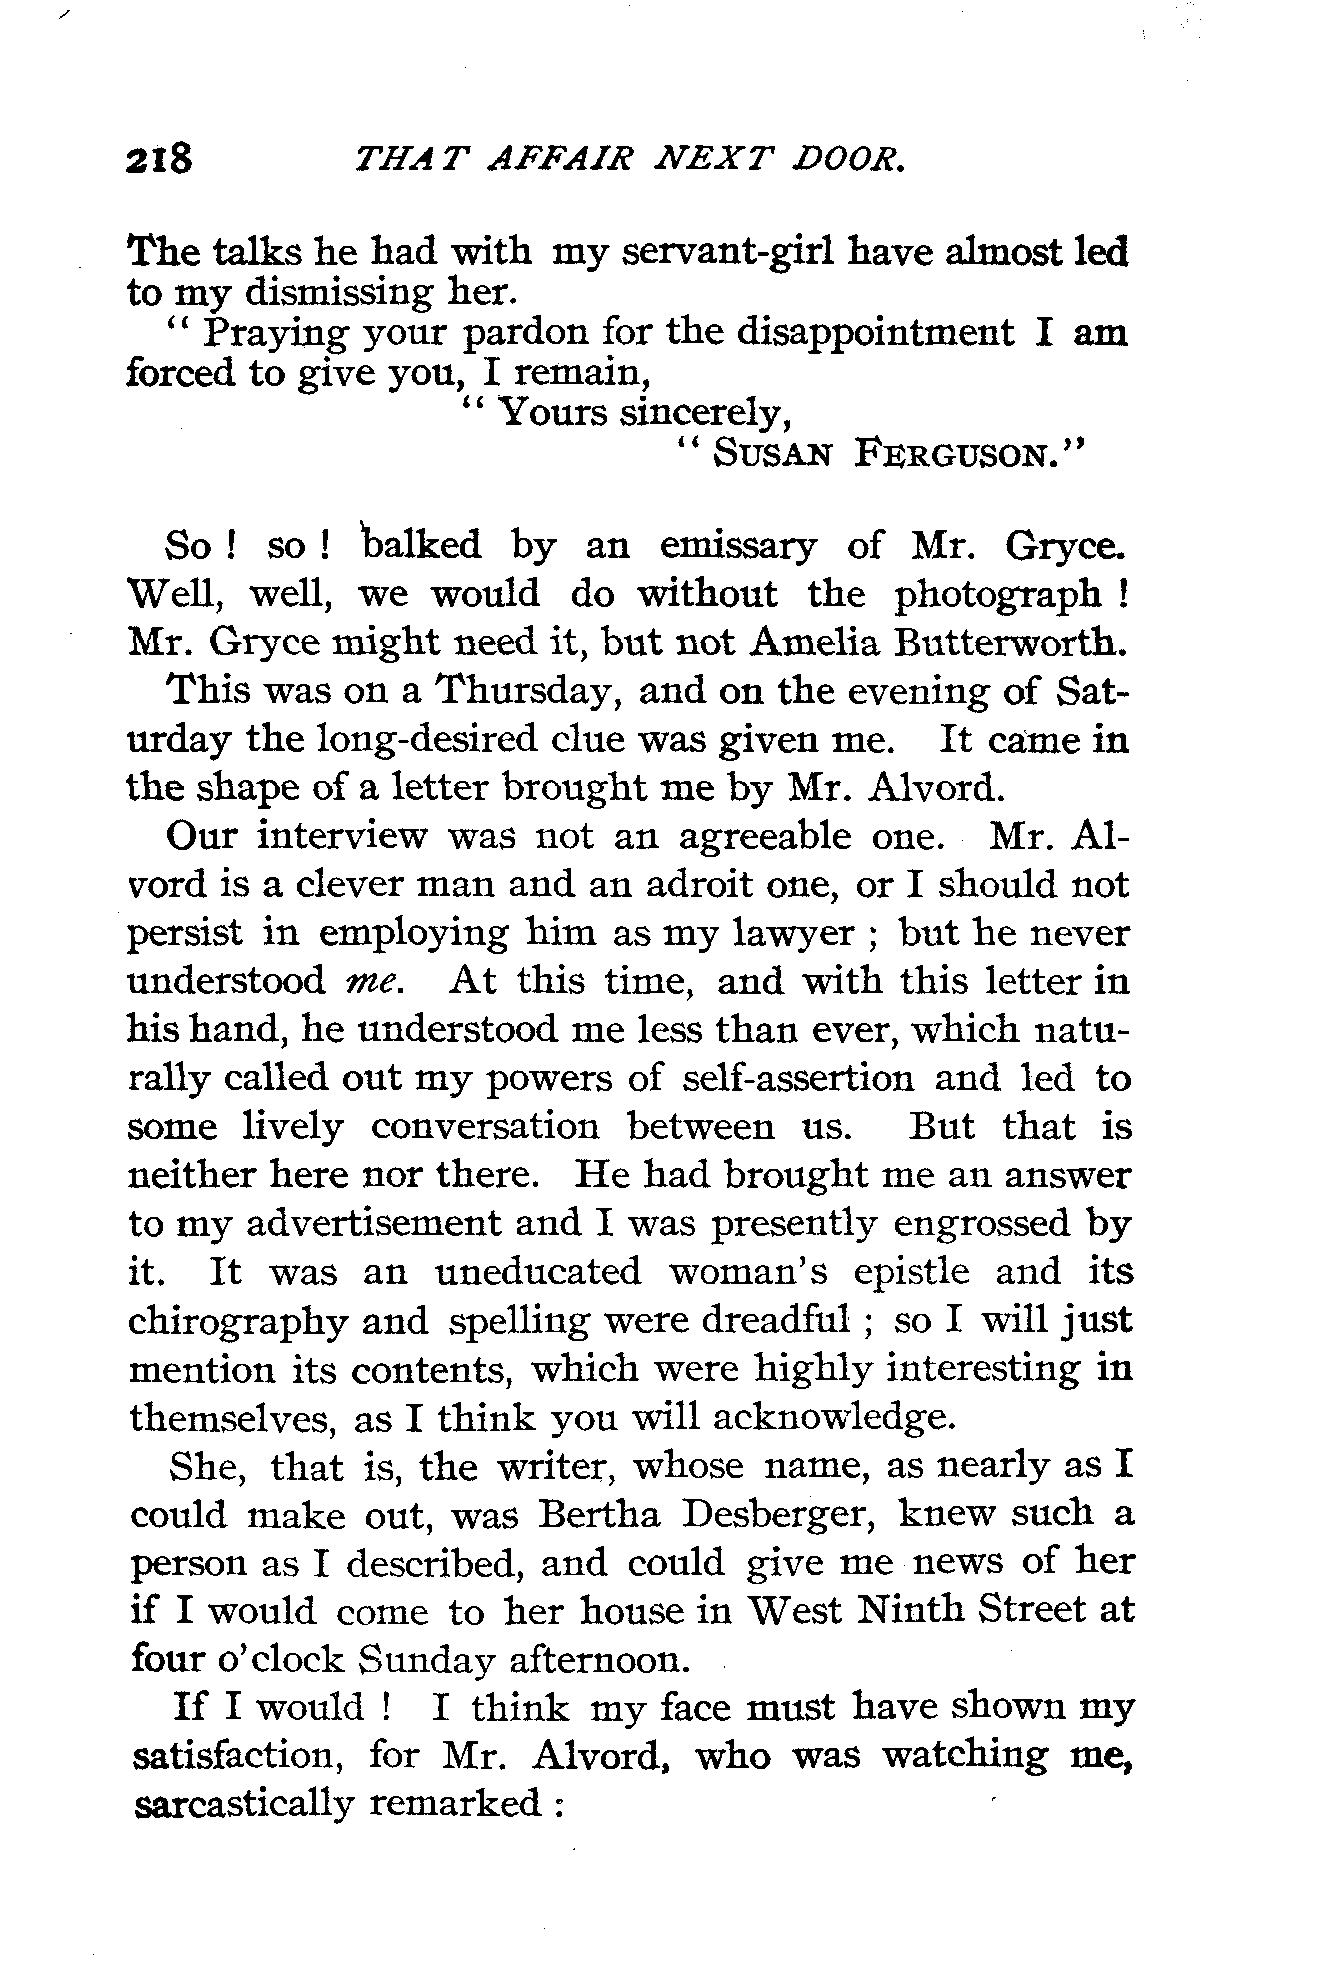 218 THAT AFFAIR NEXT DOOR.
The talks he had with my servant-girl have almost led
to my dismissing her.
“ Praying your pardon for the disappointment I am
forced to give you, I remain,
“ Yours sincerely,
“ SUSAN FERGUSON.”
So ! so ! balked by an emissary of Mr. Gryce.
Well, well, we would do without the photograph !
Mr. Gryce might need it, but not Amelia Butterworth.
This was on a Thursday, and on the evening of Sat-
urday the long-desired clue was given me. It came in
the shape of a letter brought me by Mr. Alvord.
Our interview was not an agreeable one. Mr. Al-
vord is a clever man and an adroit one, or I should not
persist in employing him as my lawyer ; but he never
understood me. At this time, and with this letter in
his hand, he understood me less than ever, which natu-
rally called out my powers of self-assertion and led to
some lively conversation between us. But that is
neither here nor there. He had brought me an answer
to my advertisement and I was presently engrossed by
it. It was an uneducated woman’s epistle and its
chirography and spelling were dreadful ; so I will just
mention its contents, which were highly interesting in
themselves, as I think you will acknowledge.
She, that is, the writer, whose name, as nearly as I
could make out, was Bertha Desberger, knew such a
person as I described, and could give me news of her
if I would come to her house in West Ninth Street at
four o’clock Sunday afternoon.
If I would ! I think my face must have shown my
satisfaction, for Mr. Alvord, who was watching me,
sarcastically remarked :